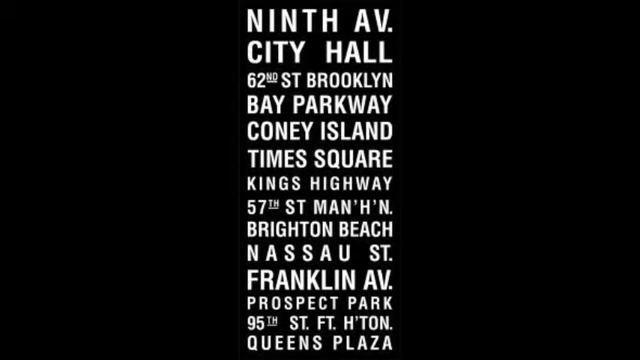 NINTH AV.
CITY HALL
62ND ST BROOKLYN
BAY PARKWAY
CONEY ISLAND
TIMES SQUARE
KINGS HIGHWAY
57TH ST MAN'H'N.
BRIGHTON BEACH
NASSAU ST.
FRANKLIN AV.
PROSPECT PARK
95TH ST. FT. H'TON.
QUEENS PLAZA